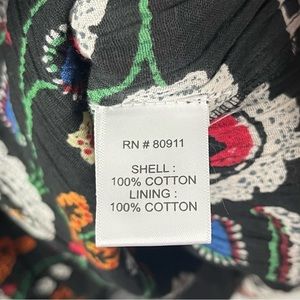 RN # 80911
SHELL :
100% COTTON
LINING :
100% COTTON